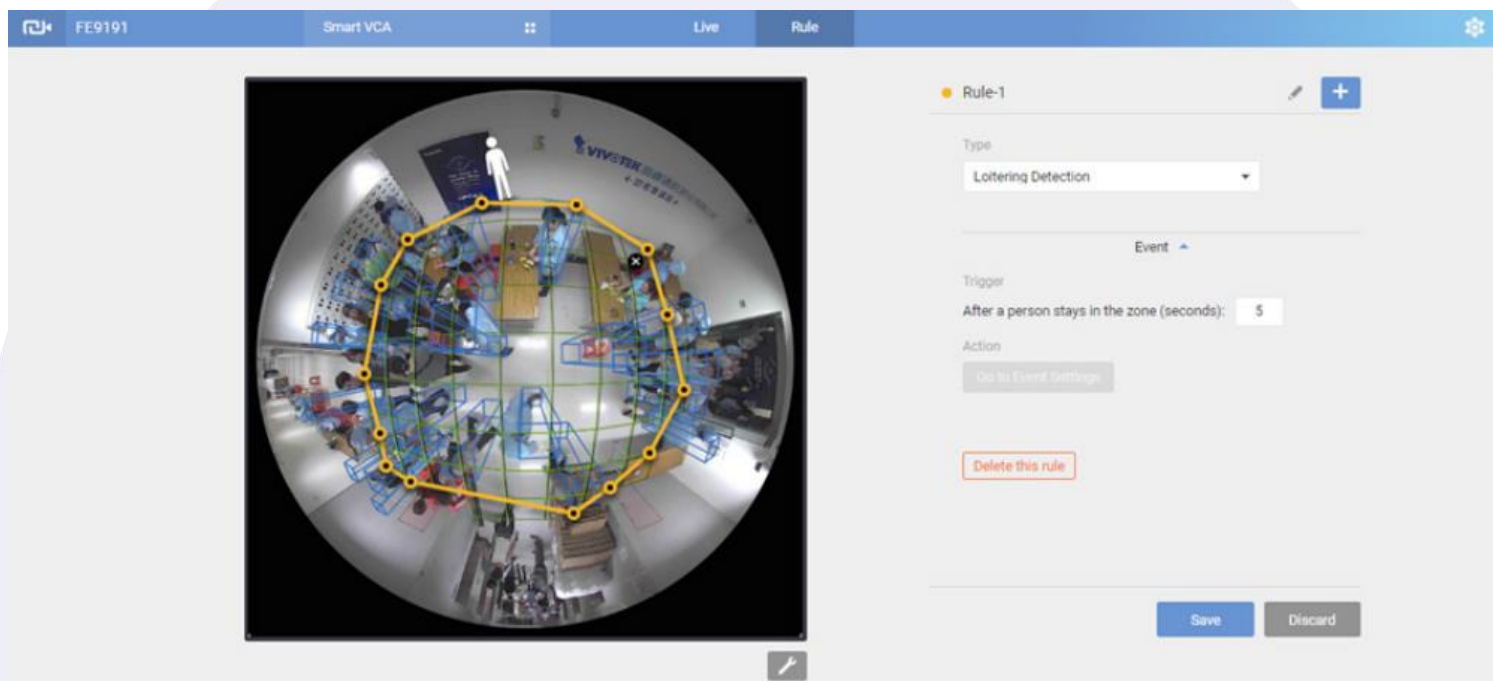 FE9191
Smart VCA
Live
Rule
VIVOTEK
Rule-1
Type
Loitering Detection
Event
Trigger
After a person stays in the zone (seconds): 5
Action
Go to Event Settings
Delete this rule
Save
Discard